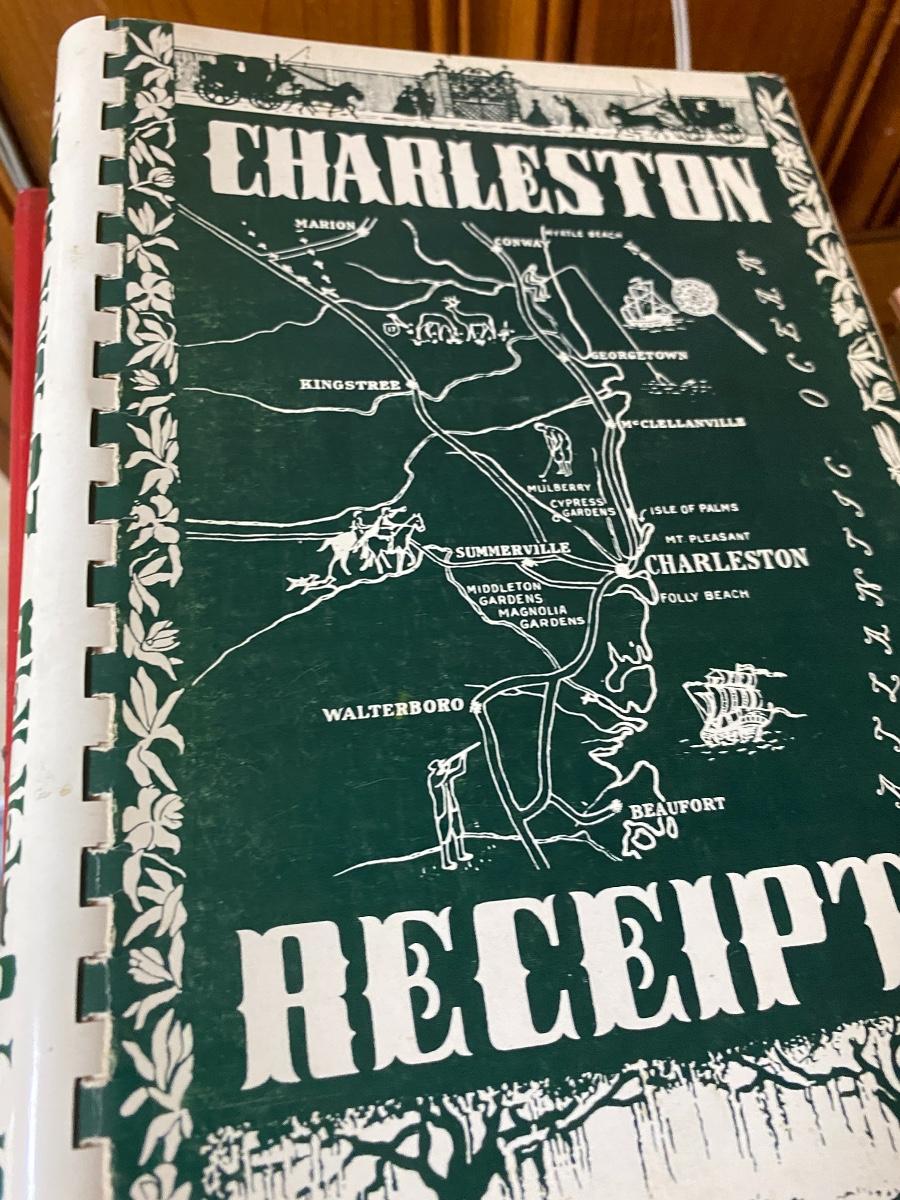 CHARLESTON
MARION
CONWAY
MYRTLE BEACH
OCEAN
GEORGETOWN
KINGSTREE
McCLELLANVILLE
MULBERRY
CYPRESS
GARDENS
ISLE OF PALMS
MT. PLEASANT
SUMMERVILLE
CHARLESTON
MIDDLETON
GARDENS
MAGNOLIA
GARDENS
FOLLY BEACH
ATLANTIC
WALTERBORO
BEAUFORT
RECEIPT